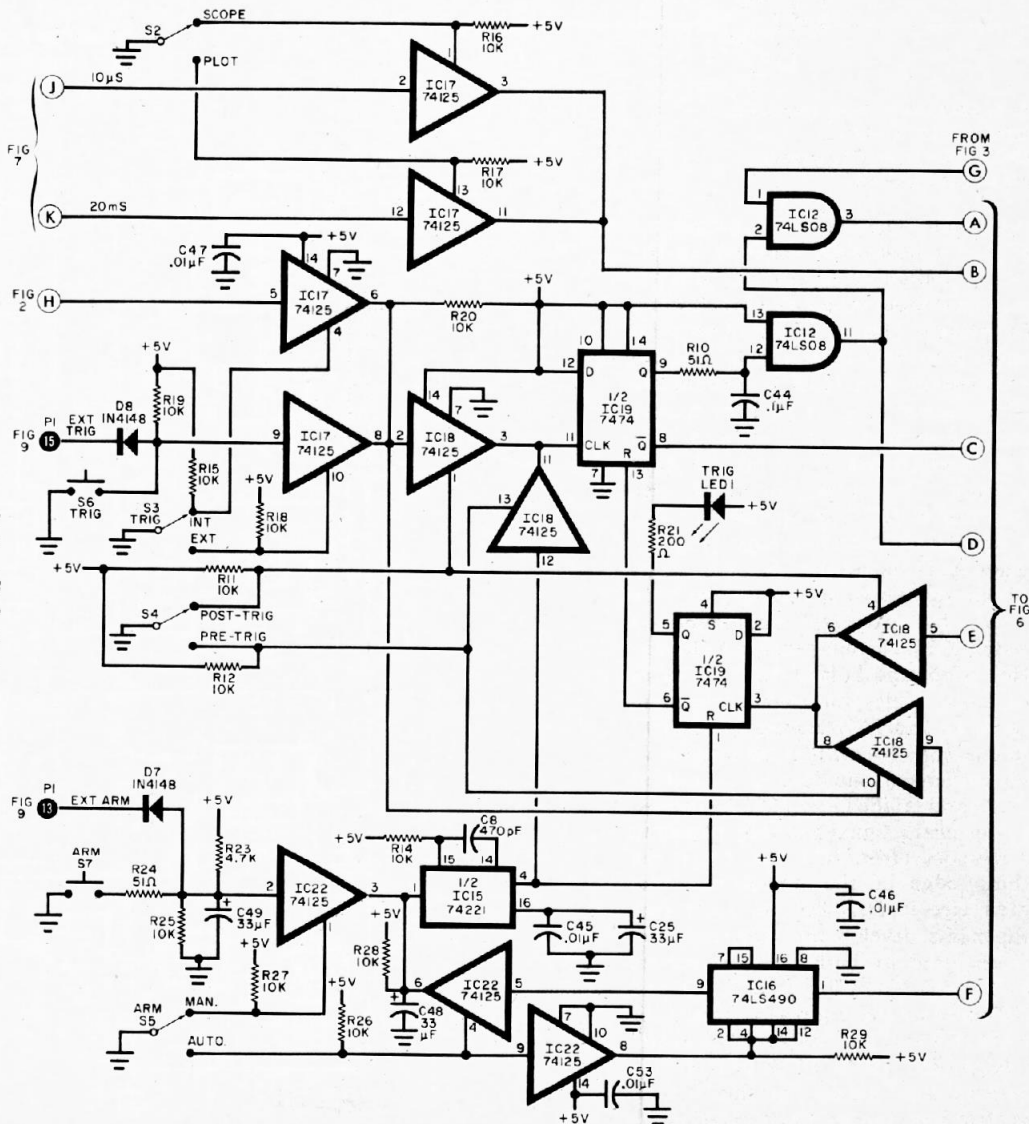 SCOPE
S2
R16
10K
+5V
1
PLOT
FIG
7
J
10μS
2
IC17
74125
3
R17
10K
+5V
13
K
20mS
12
IC17
74125
11
FROM
FIG 3
G
1
2
IC12
74LS08
3
A
B
C47
.01μF
+5V
14
7
FIG
2
H
5
IC17
74125
6
4
R20
10K
+5V
10
14
12
D
Q
9
R10
51Ω
13
12
IC12
74LS08
11
C44
.1μF
1/2
IC19
7474
11
CLK
R
Q̅
8
7
13
C
+5V
R19
10K
D8
1N4148
P1
EXT
TRIG
FIG
9
15
S6
TRIG
R15
10K
S3
TRIG
INT
EXT
9
IC17
74125
8
10
R18
10K
+5V
14
7
2
IC18
74125
3
1
11
13
IC18
74125
12
TRIG
LED1
+5V
R21
200
Ω
D
TO
FIG
6
+5V
R11
10K
S4
POST-TRIG
PRE-TRIG
R12
10K
+5V
4
5
Q
S
D
2
1/2
IC19
7474
6
Q̅
CLK
3
R
1
4
6
IC18
74125
5
E
8
IC18
74125
9
10
D7
1N4148
FIG
9
P1
13
EXT ARM
+5V
R23
4.7K
ARM
S7
R24
51Ω
R25
10K
C49
33μF
2
IC22
74125
3
1
+5V
R14
10K
C8
470pF
15
14
1
1/2
IC15
74221
4
16
C45
.01μF
C25
33μF
+5V
R27
10K
+5V
R28
10K
C48
33
μF
6
IC22
74125
5
4
ARM
S5
MAN.
AUTO.
+5V
R26
10K
9
IC22
74125
7
10
8
14
+5V
C53
.01μF
+5V
C46
.01μF
7
15
16
8
9
IC16
74LS490
1
F
2
4
14
12
R29
10K
+5V